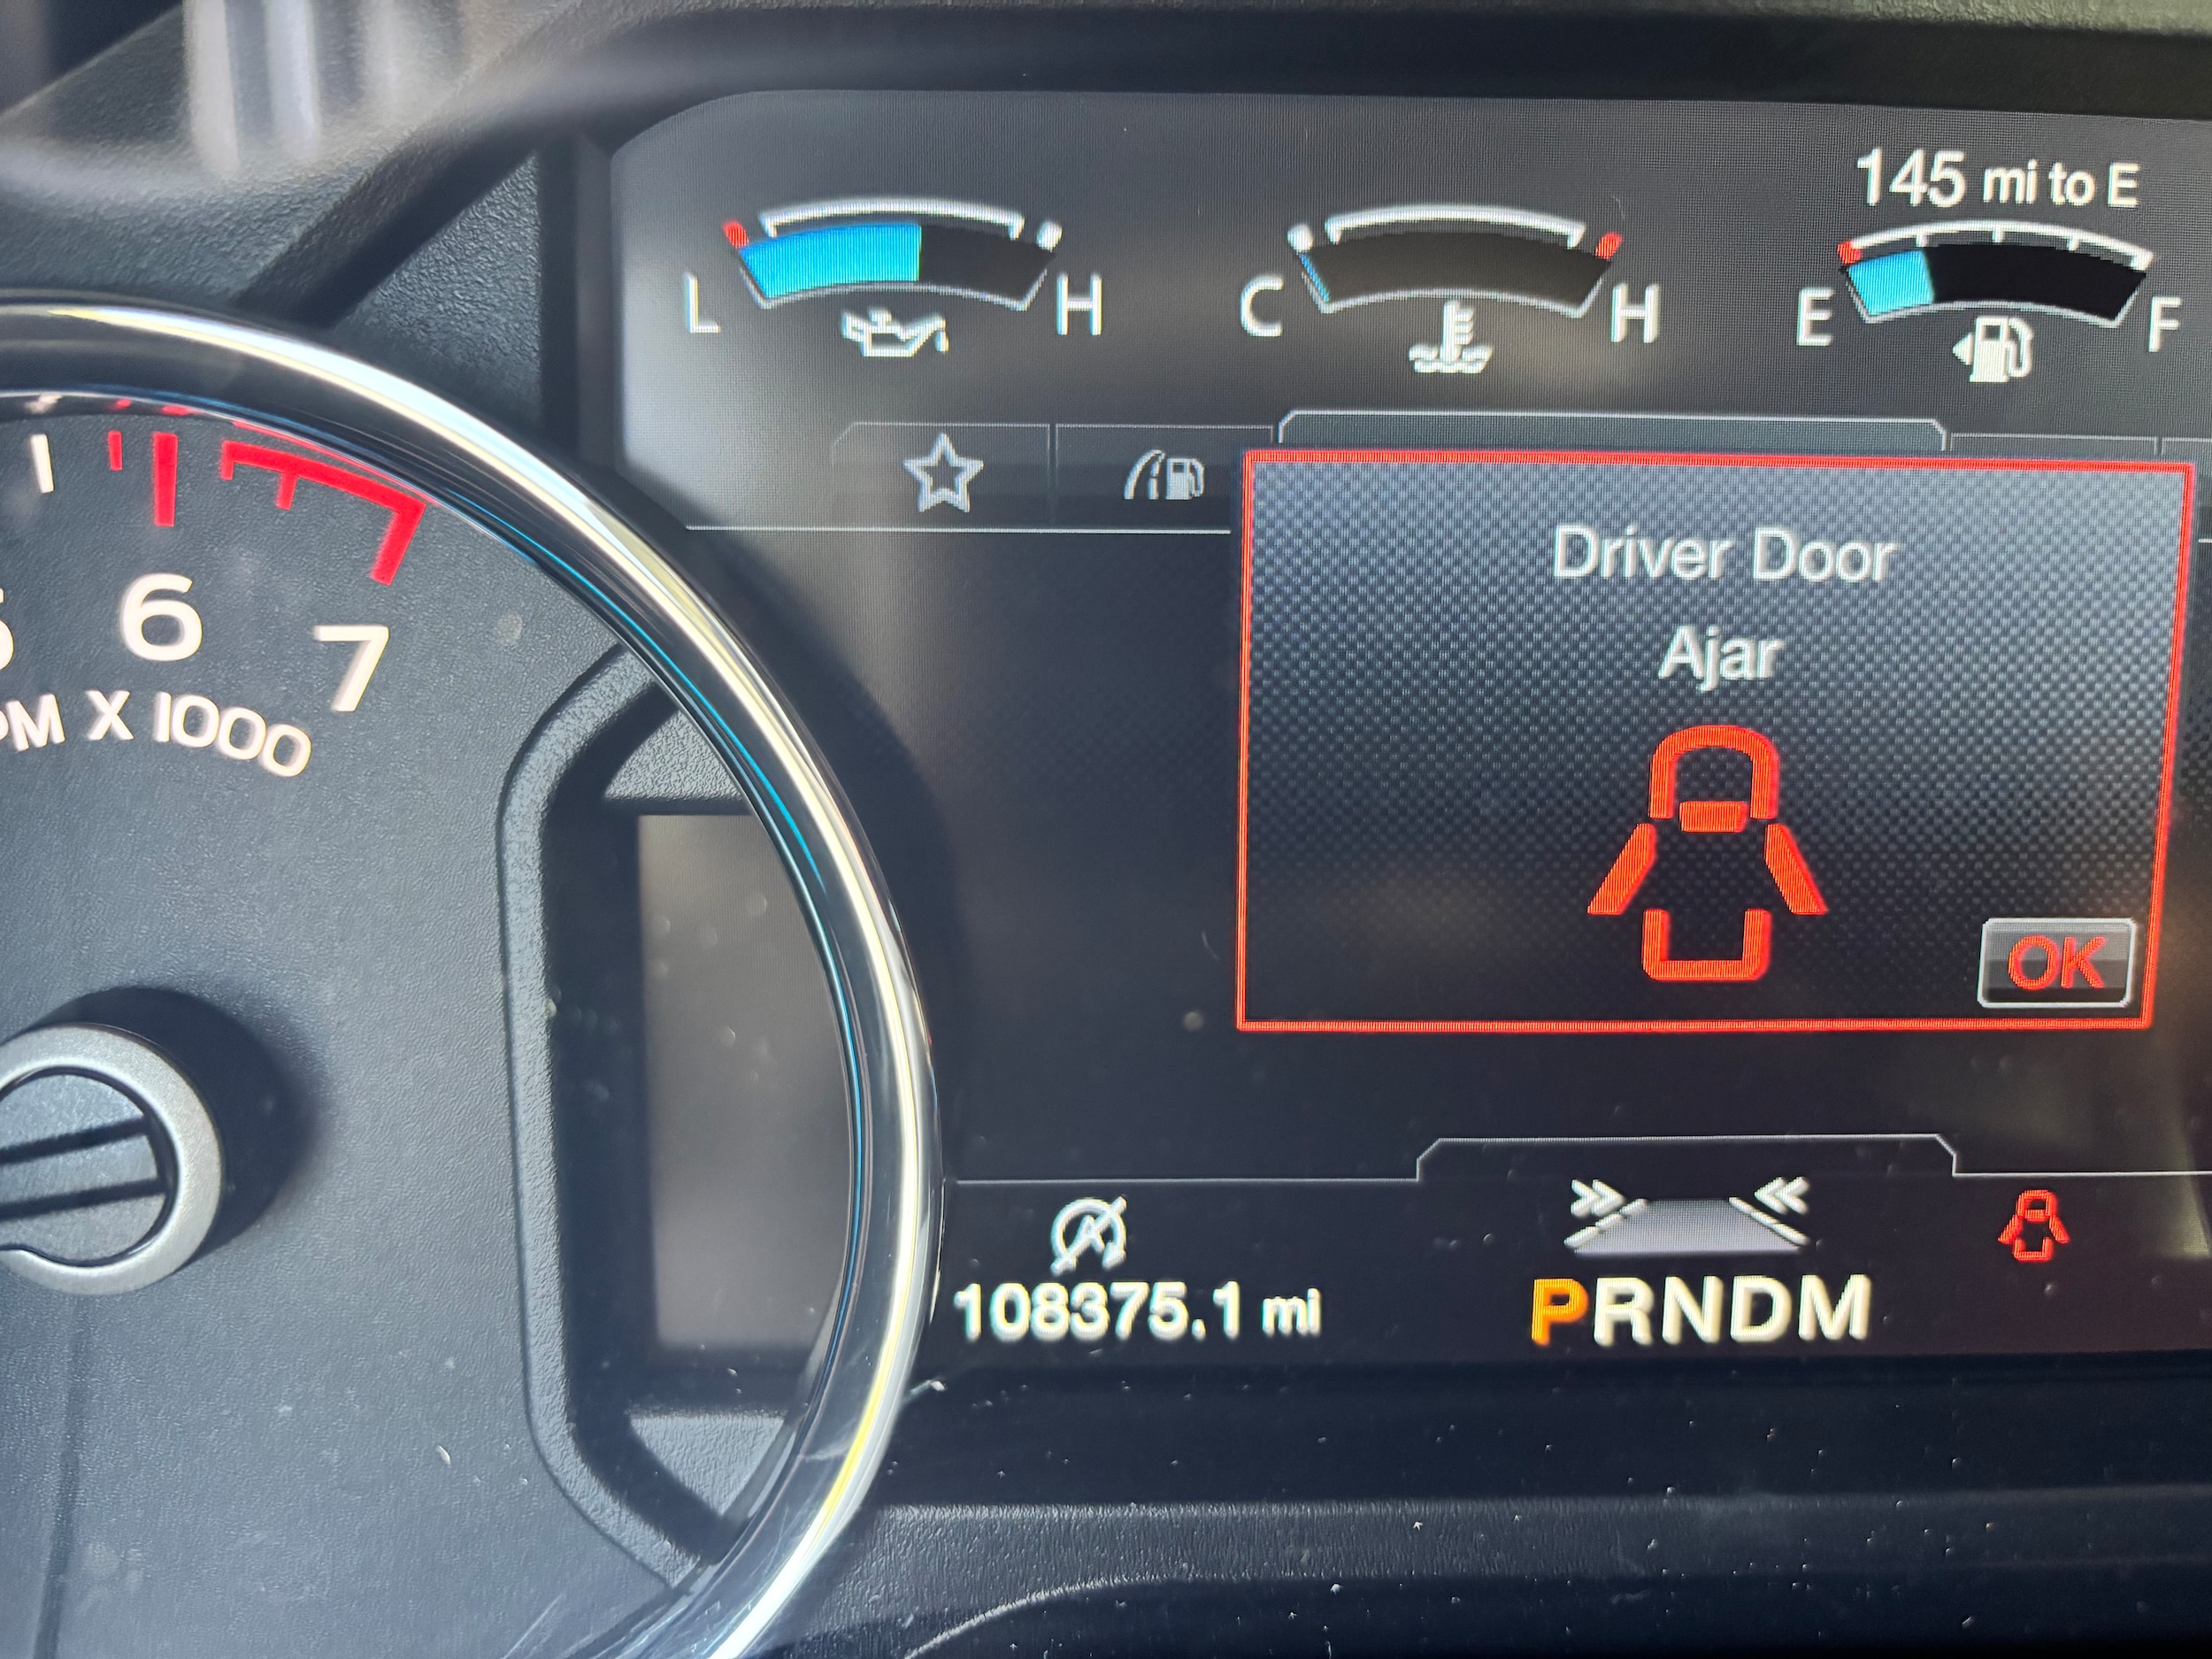 145 mi to E
L H C H E F
Driver Door
Ajar
OK
6
7
X 1000
108375.1 mi
PRNDM